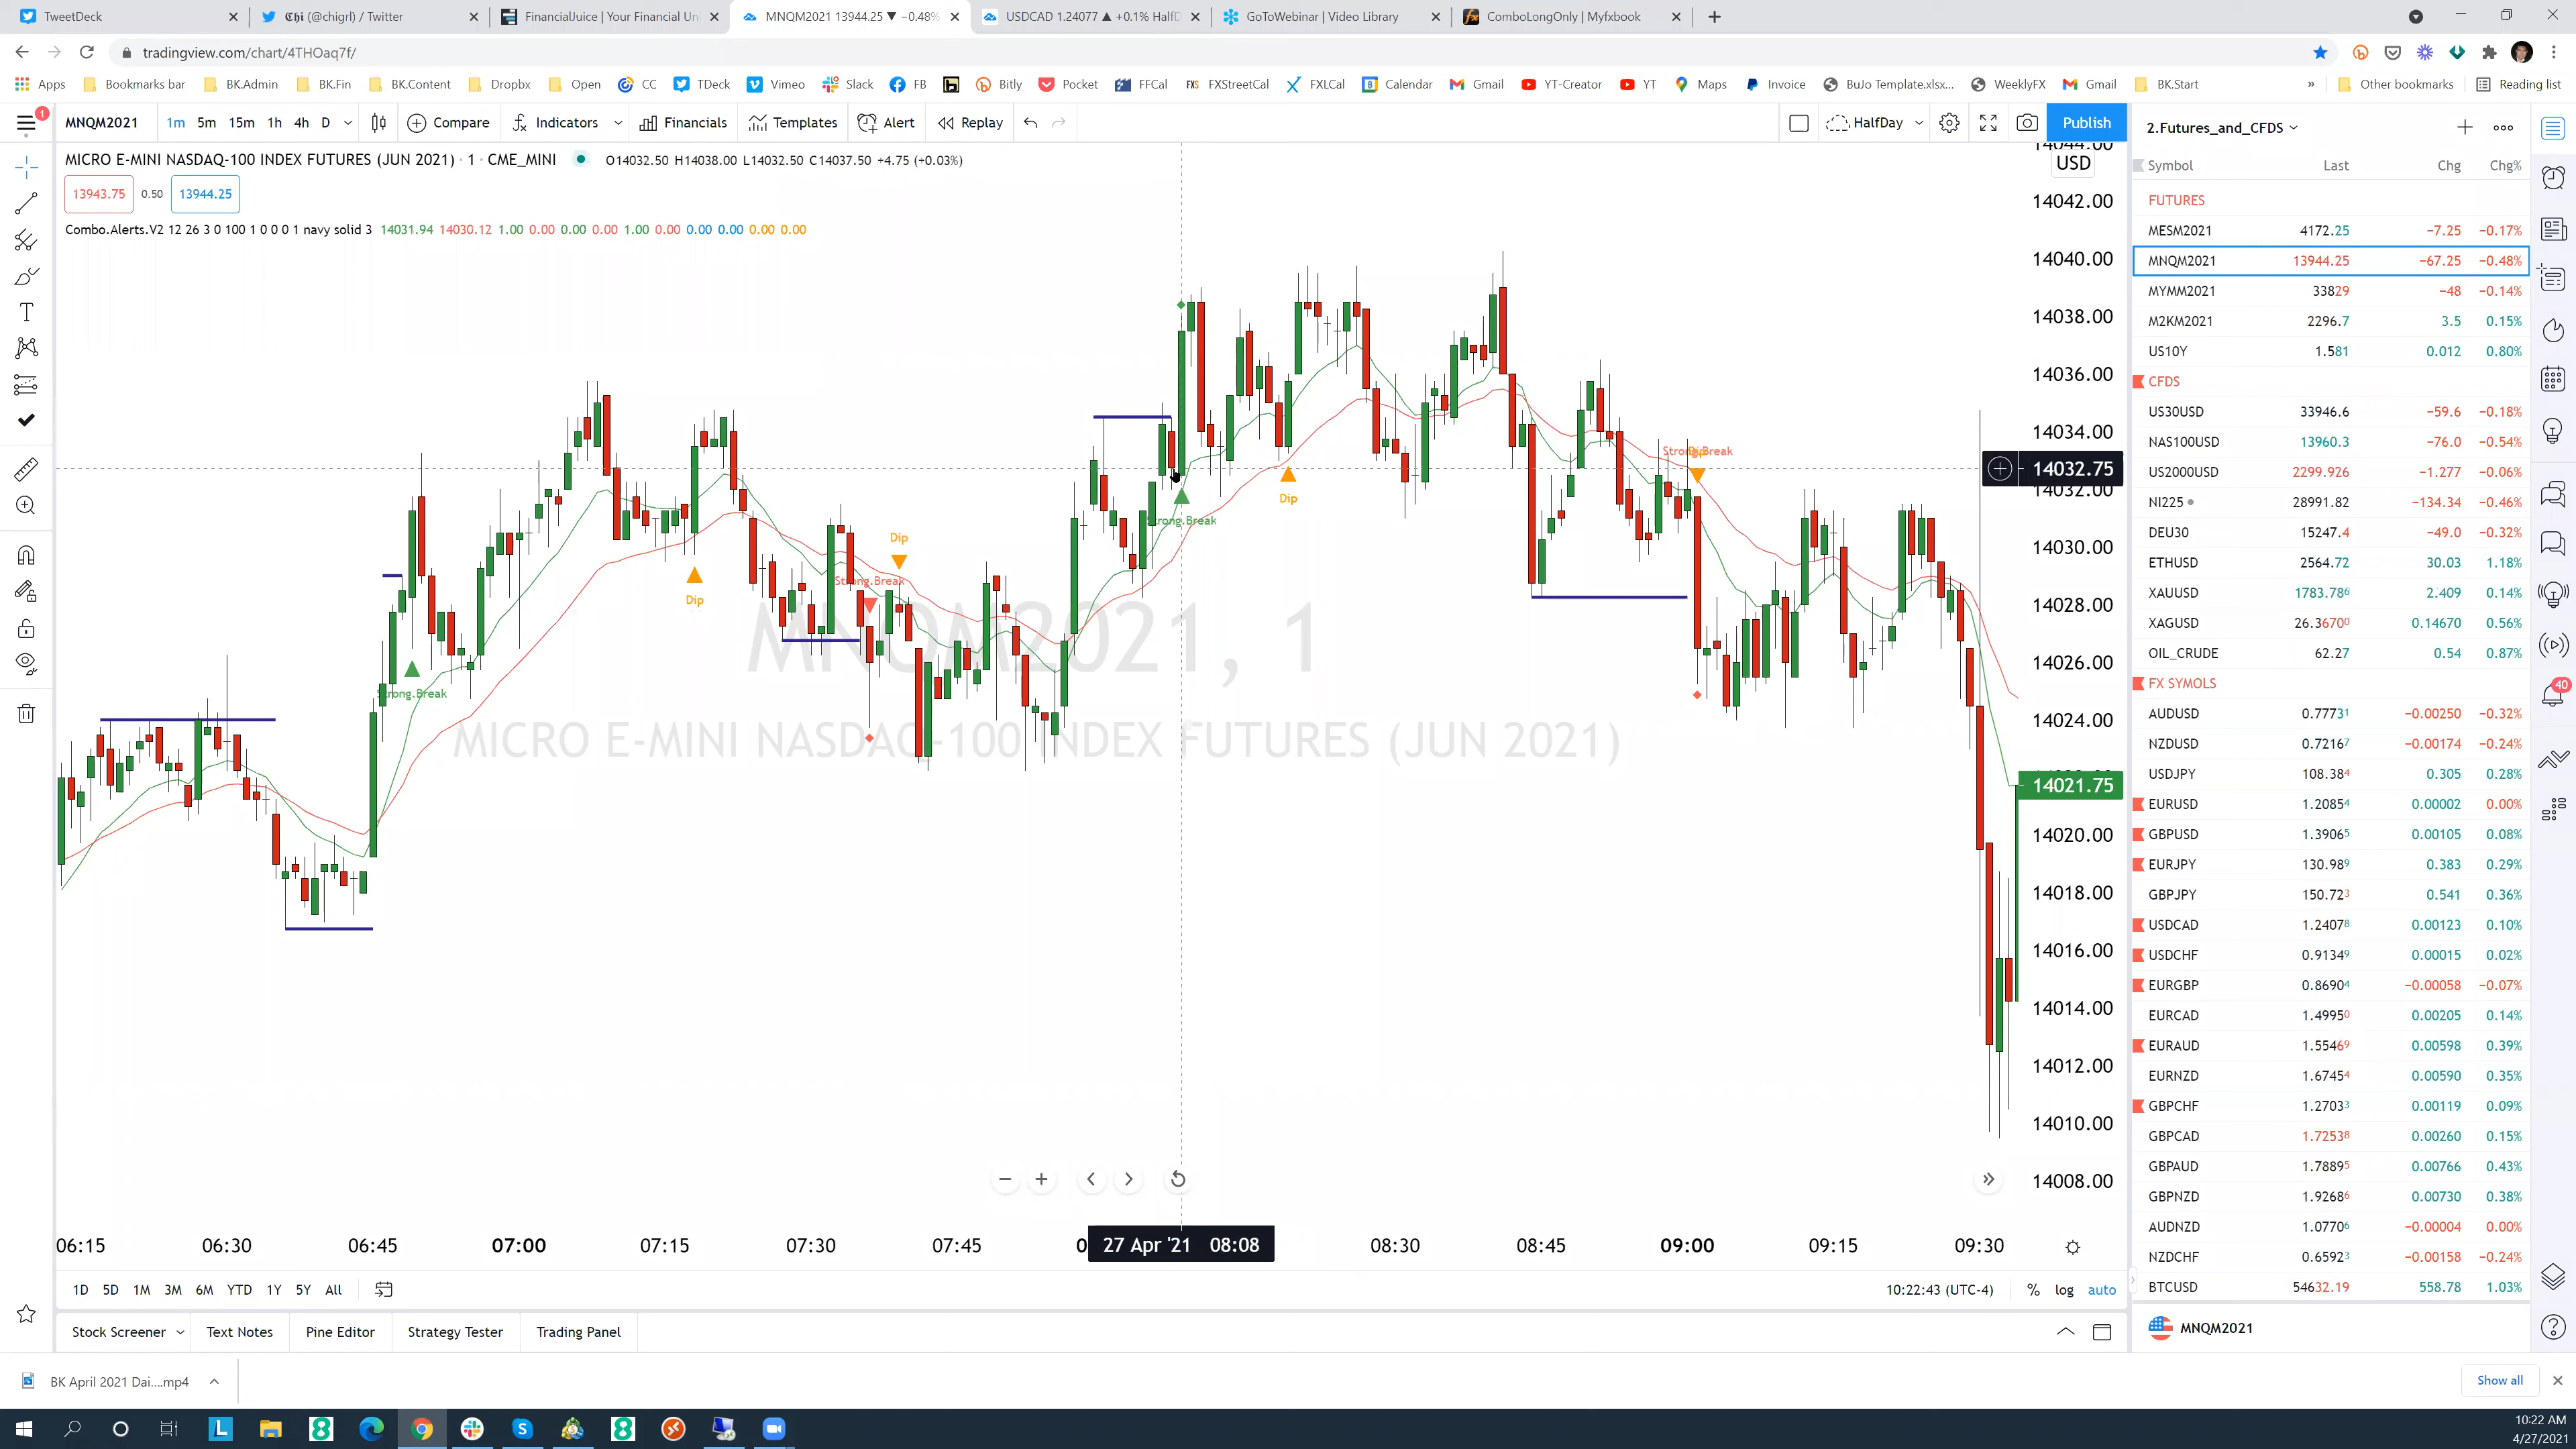 TweetDeck
𝕮𝖍𝖎 (@chigrl) / Twitter
FinancialJuice | Your Financial Un
MNQM2021 13944.25 ▼ −0.48%
USDCAD 1.24077 ▲ +0.1% HalfD
GoToWebinar | Video Library
ComboLongOnly | Myfxbook
tradingview.com/chart/4THOaq7f/
Apps Bookmarks bar BK.Admin BK.Fin BK.Content Dropbx Open CC TDeck Vimeo Slack FB Bitly Pocket FFCal FXStreetCal FXLCal Calendar Gmail YT-Creator YT Maps Invoice BuJo Template.xlsx... WeeklyFX Gmail BK.Start » Other bookmarks Reading list
1 MNQM2021 1m 5m 15m 1h 4h D Compare Indicators Financials Templates Alert Replay HalfDay Publish
MICRO E-MINI NASDAQ-100 INDEX FUTURES (JUN 2021) · 1 · CME_MINI O14032.50 H14038.00 L14032.50 C14037.50 +4.75 (+0.03%)
13943.75 0.50 13944.25
Combo.Alerts.V2 12 26 3 0 100 1 0 0 0 1 navy solid 3 14031.94 14030.12 1.00 0.00 0.00 0.00 1.00 0.00 0.00 0.00 0.00 0.00
MNQM2021, 1
MICRO E-MINI NASDAQ-100 INDEX FUTURES (JUN 2021)
Strong.Break
Dip
Strong.Break
Dip
Strong.Break
Dip
Strong.Break
USD
14044.00
14042.00
14040.00
14038.00
14036.00
14034.00
14032.75
14032.00
14030.00
14028.00
14026.00
14024.00
14021.75
14020.00
14018.00
14016.00
14014.00
14012.00
14010.00
14008.00
06:15 06:30 06:45 07:00 07:15 07:30 07:45 27 Apr '21 08:08 08:30 08:45 09:00 09:15 09:30
1D 5D 1M 3M 6M YTD 1Y 5Y All 10:22:43 (UTC-4) % log auto
Stock Screener Text Notes Pine Editor Strategy Tester Trading Panel
2.Futures_and_CFDS
Symbol Last Chg Chg%
FUTURES
MESM2021 4172.25 −7.25 −0.17%
MNQM2021 13944.25 −67.25 −0.48%
MYMM2021 33829 −48 −0.14%
M2KM2021 2296.7 3.5 0.15%
US10Y 1.581 0.012 0.80%
CFDS
US30USD 33946.6 −59.6 −0.18%
NAS100USD 13960.3 −76.0 −0.54%
US2000USD 2299.926 −1.277 −0.06%
NI225 28991.82 −134.34 −0.46%
DEU30 15247.4 −49.0 −0.32%
ETHUSD 2564.72 30.03 1.18%
XAUUSD 1783.786 2.409 0.14%
XAGUSD 26.36700 0.14670 0.56%
OIL_CRUDE 62.27 0.54 0.87%
FX SYMOLS
AUDUSD 0.77731 −0.00250 −0.32%
NZDUSD 0.72167 −0.00174 −0.24%
USDJPY 108.384 0.305 0.28%
EURUSD 1.20854 0.00002 0.00%
GBPUSD 1.39065 0.00105 0.08%
EURJPY 130.989 0.383 0.29%
GBPJPY 150.723 0.541 0.36%
USDCAD 1.24078 0.00123 0.10%
USDCHF 0.91349 0.00015 0.02%
EURGBP 0.86904 −0.00058 −0.07%
EURCAD 1.49950 0.00205 0.14%
EURAUD 1.55469 0.00598 0.39%
EURNZD 1.67454 0.00590 0.35%
GBPCHF 1.27033 0.00119 0.09%
GBPCAD 1.72538 0.00260 0.15%
GBPAUD 1.78895 0.00766 0.43%
GBPNZD 1.92686 0.00730 0.38%
AUDNZD 1.07706 −0.00004 0.00%
NZDCHF 0.65923 −0.00158 −0.24%
BTCUSD 54632.19 558.78 1.03%
MNQM2021
40
BK April 2021 Dai....mp4
Show all
10:22 AM
4/27/2021